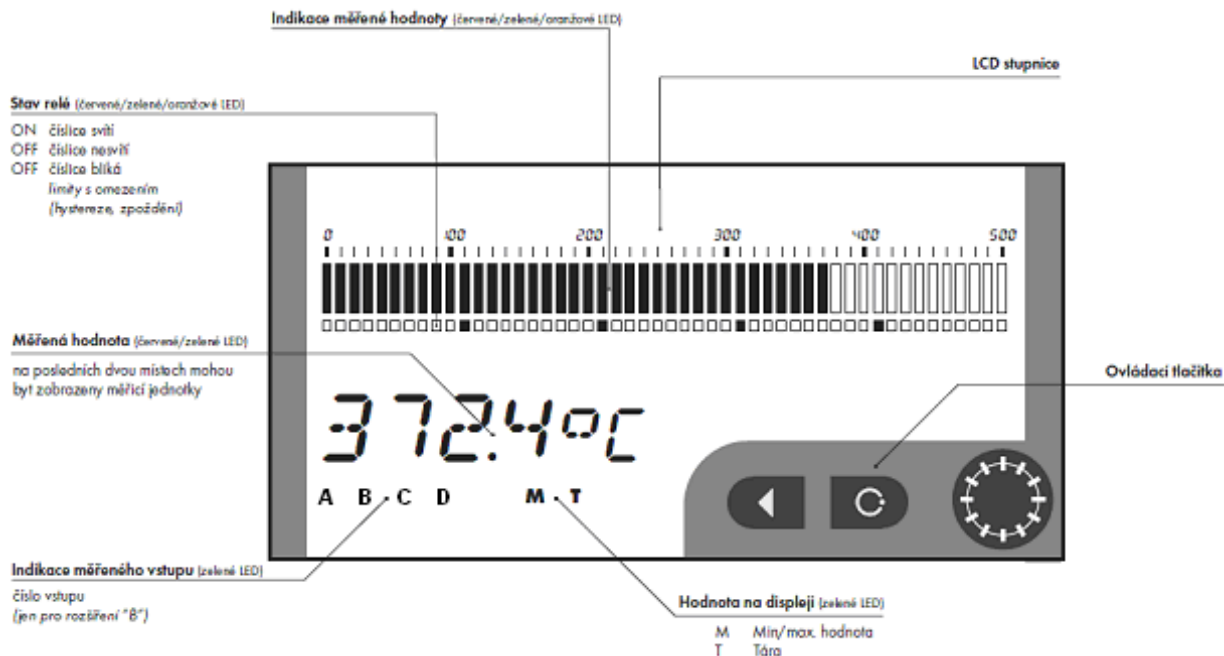 Indikace měřené hodnoty (červené/zelené/oranžové LED)
LCD stupnice
Stav relé (červené/zelené/oranžové LED)
ON číslice svítí
OFF číslice nesvítí
OFF číslice bliká
limity s omezením
(hystereze, zpoždění)
0 100 200 300 400 500
Měřená hodnota (červené/zelené LED)
na posledních dvou místech mohou
byt zobrazeny měřicí jednotky
Ovládací tlačítka
372.4°C
A B C D M T
Indikace měřeného vstupu (zelené LED)
číslo vstupu
(jen pro rozšíření "B")
Hodnota na displeji (zelené LED)
M Min/max. hodnota
T Tára